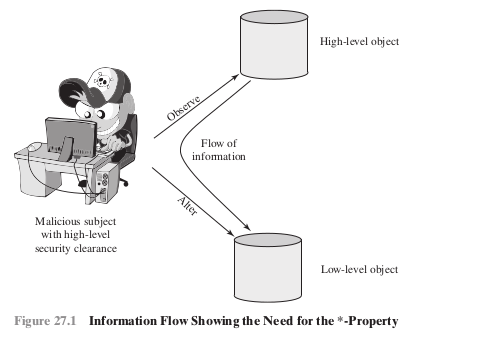 High-level object
Observe
Flow of
information
Alter
Malicious subject
with high-level
security clearance
Low-level object
Figure 27.1 Information Flow Showing the Need for the *-Property